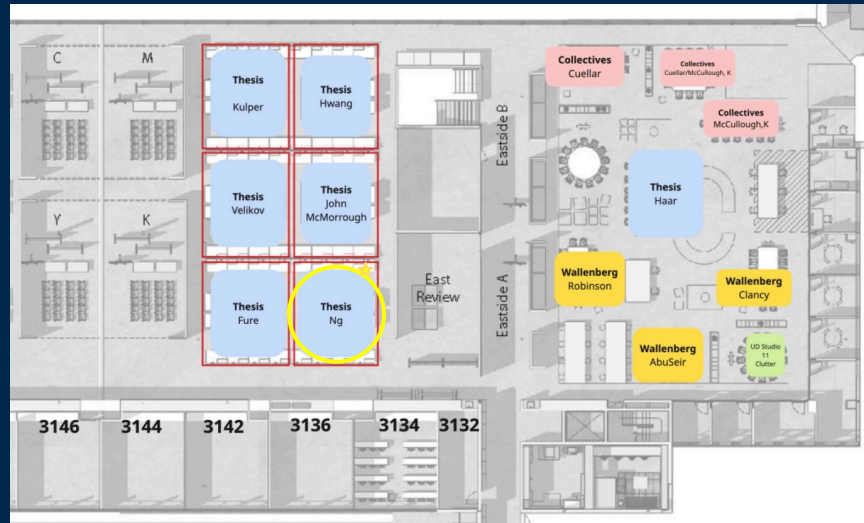 C
M
Y
K
Thesis
Kulper
Thesis
Hwang
Thesis
Velikov
Thesis
John
McMorrough
Thesis
Fure
Thesis
Ng
East
Review
Eastside B
Eastside A
Collectives
Cuellar
Collectives
Cuellar/McCullough, K
Collectives
McCullough,K
Thesis
Haar
Wallenberg
Robinson
Wallenberg
Clancy
Wallenberg
AbuSeir
UD Studio
11
Clutter
3146
3144
3142
3136
3134
3132